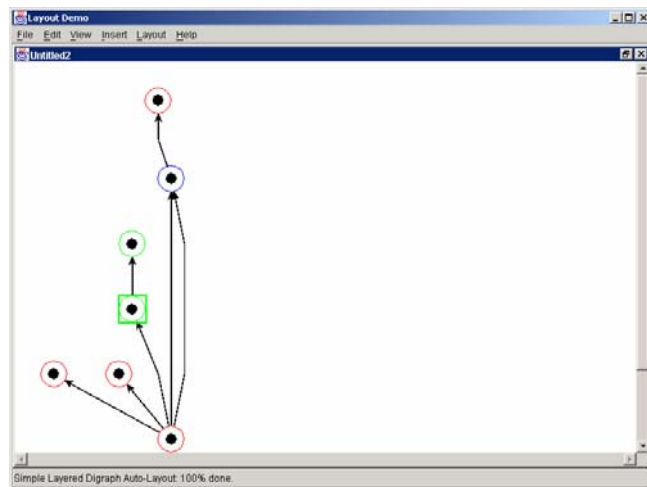 Layout Demo
File Edit View Insert Layout Help
Untitled2
Simple Layered Digraph Auto-Layout: 100% done.